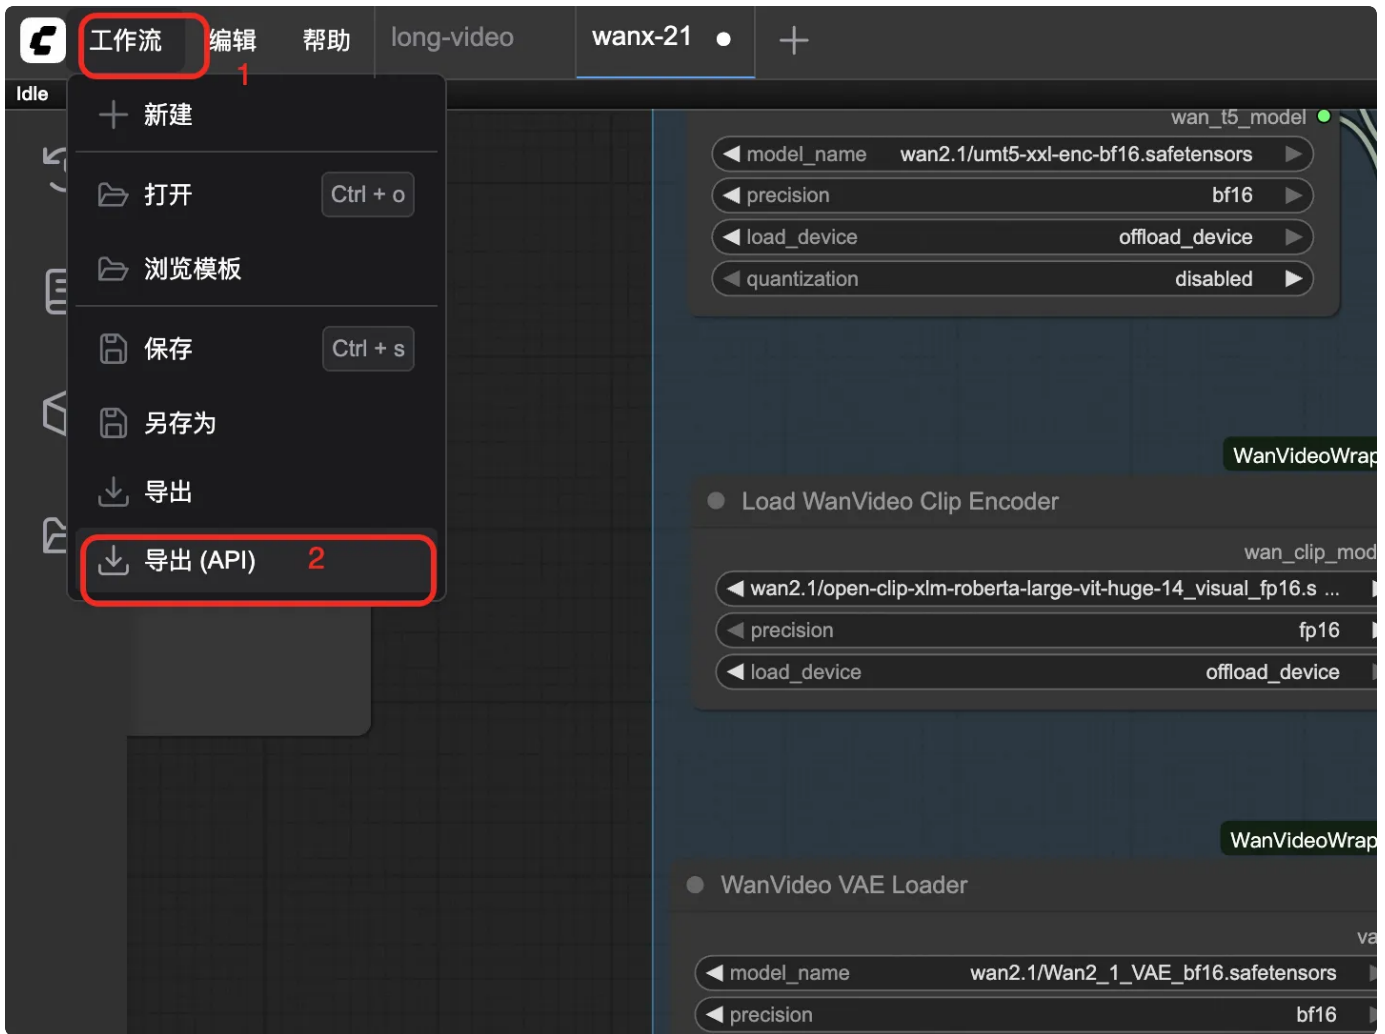 工作流 编辑 帮助 long-video wanx-21
1
Idle
新建
打开 Ctrl + o
浏览模板
保存 Ctrl + s
另存为
导出
导出 (API) 2
wan_t5_model
model_name wan2.1/umt5-xxl-enc-bf16.safetensors
precision bf16
load_device offload_device
quantization disabled
WanVideoWrap
Load WanVideo Clip Encoder
wan_clip_mod
wan2.1/open-clip-xlm-roberta-large-vit-huge-14_visual_fp16.s ...
precision fp16
load_device offload_device
WanVideoWrap
WanVideo VAE Loader
va
model_name wan2.1/Wan2_1_VAE_bf16.safetensors
precision bf16